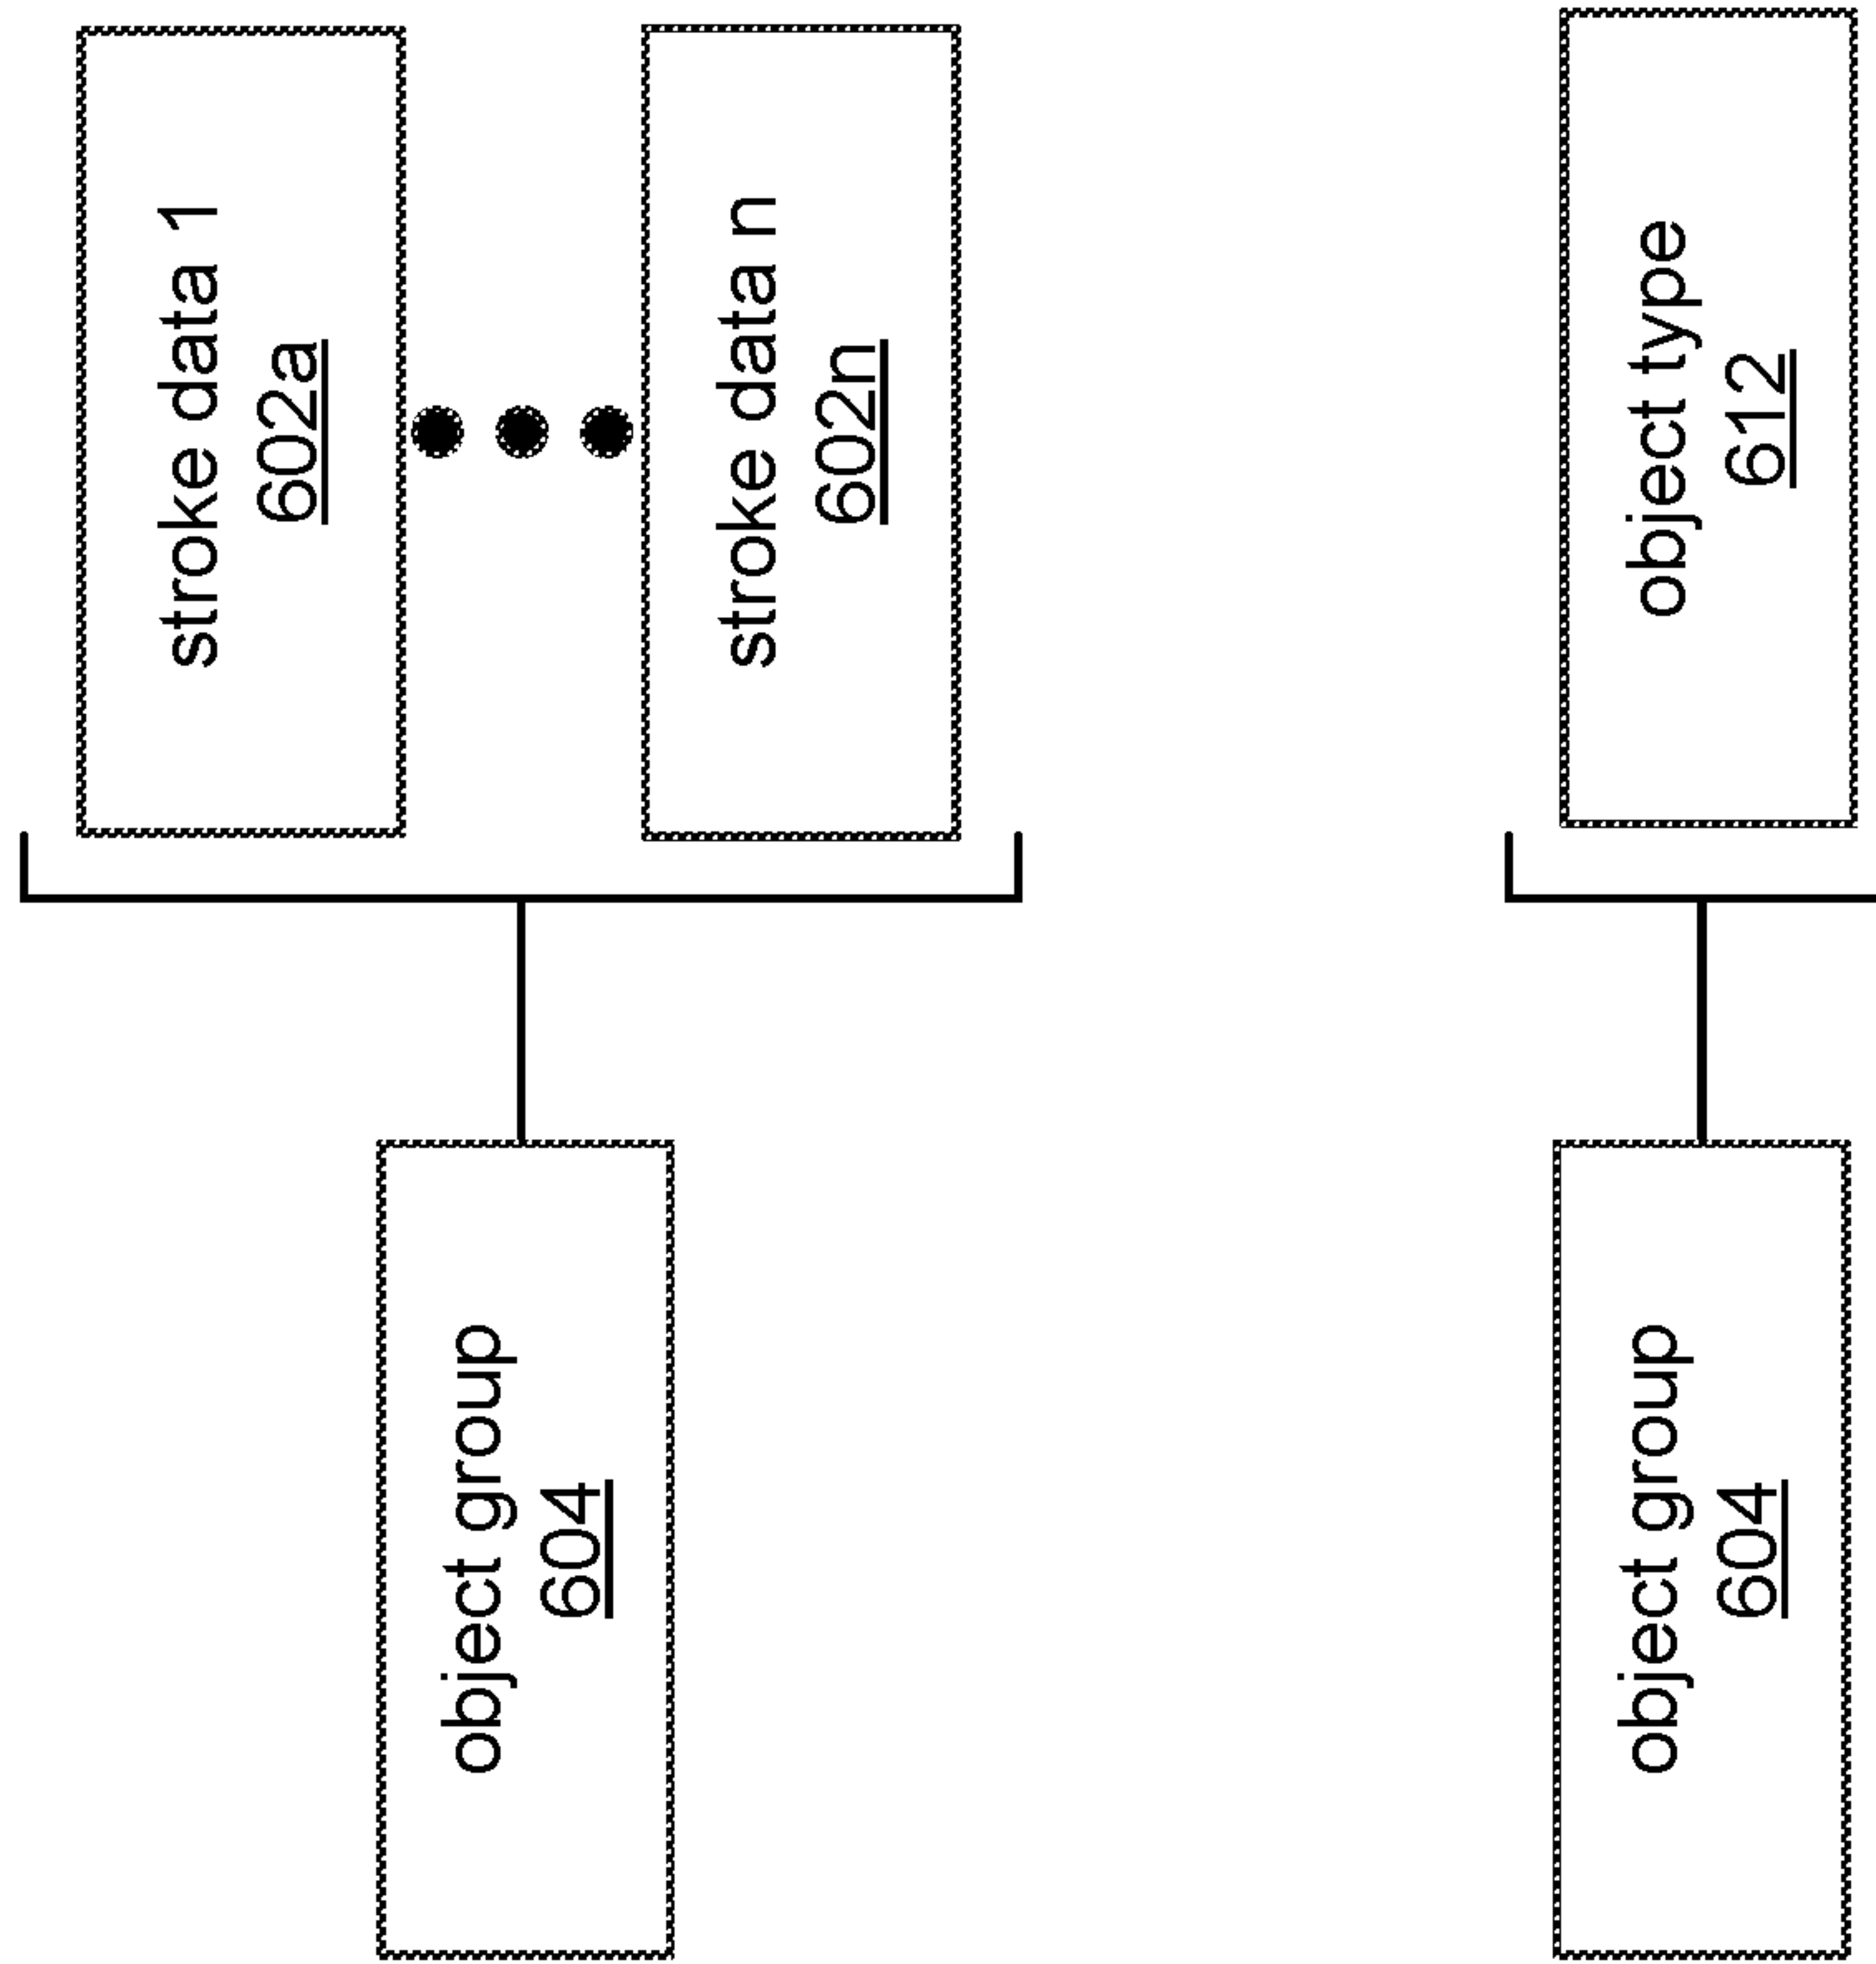 stroke data 1
602a
stroke data n
602n
object group
604
object type
612
object group
604